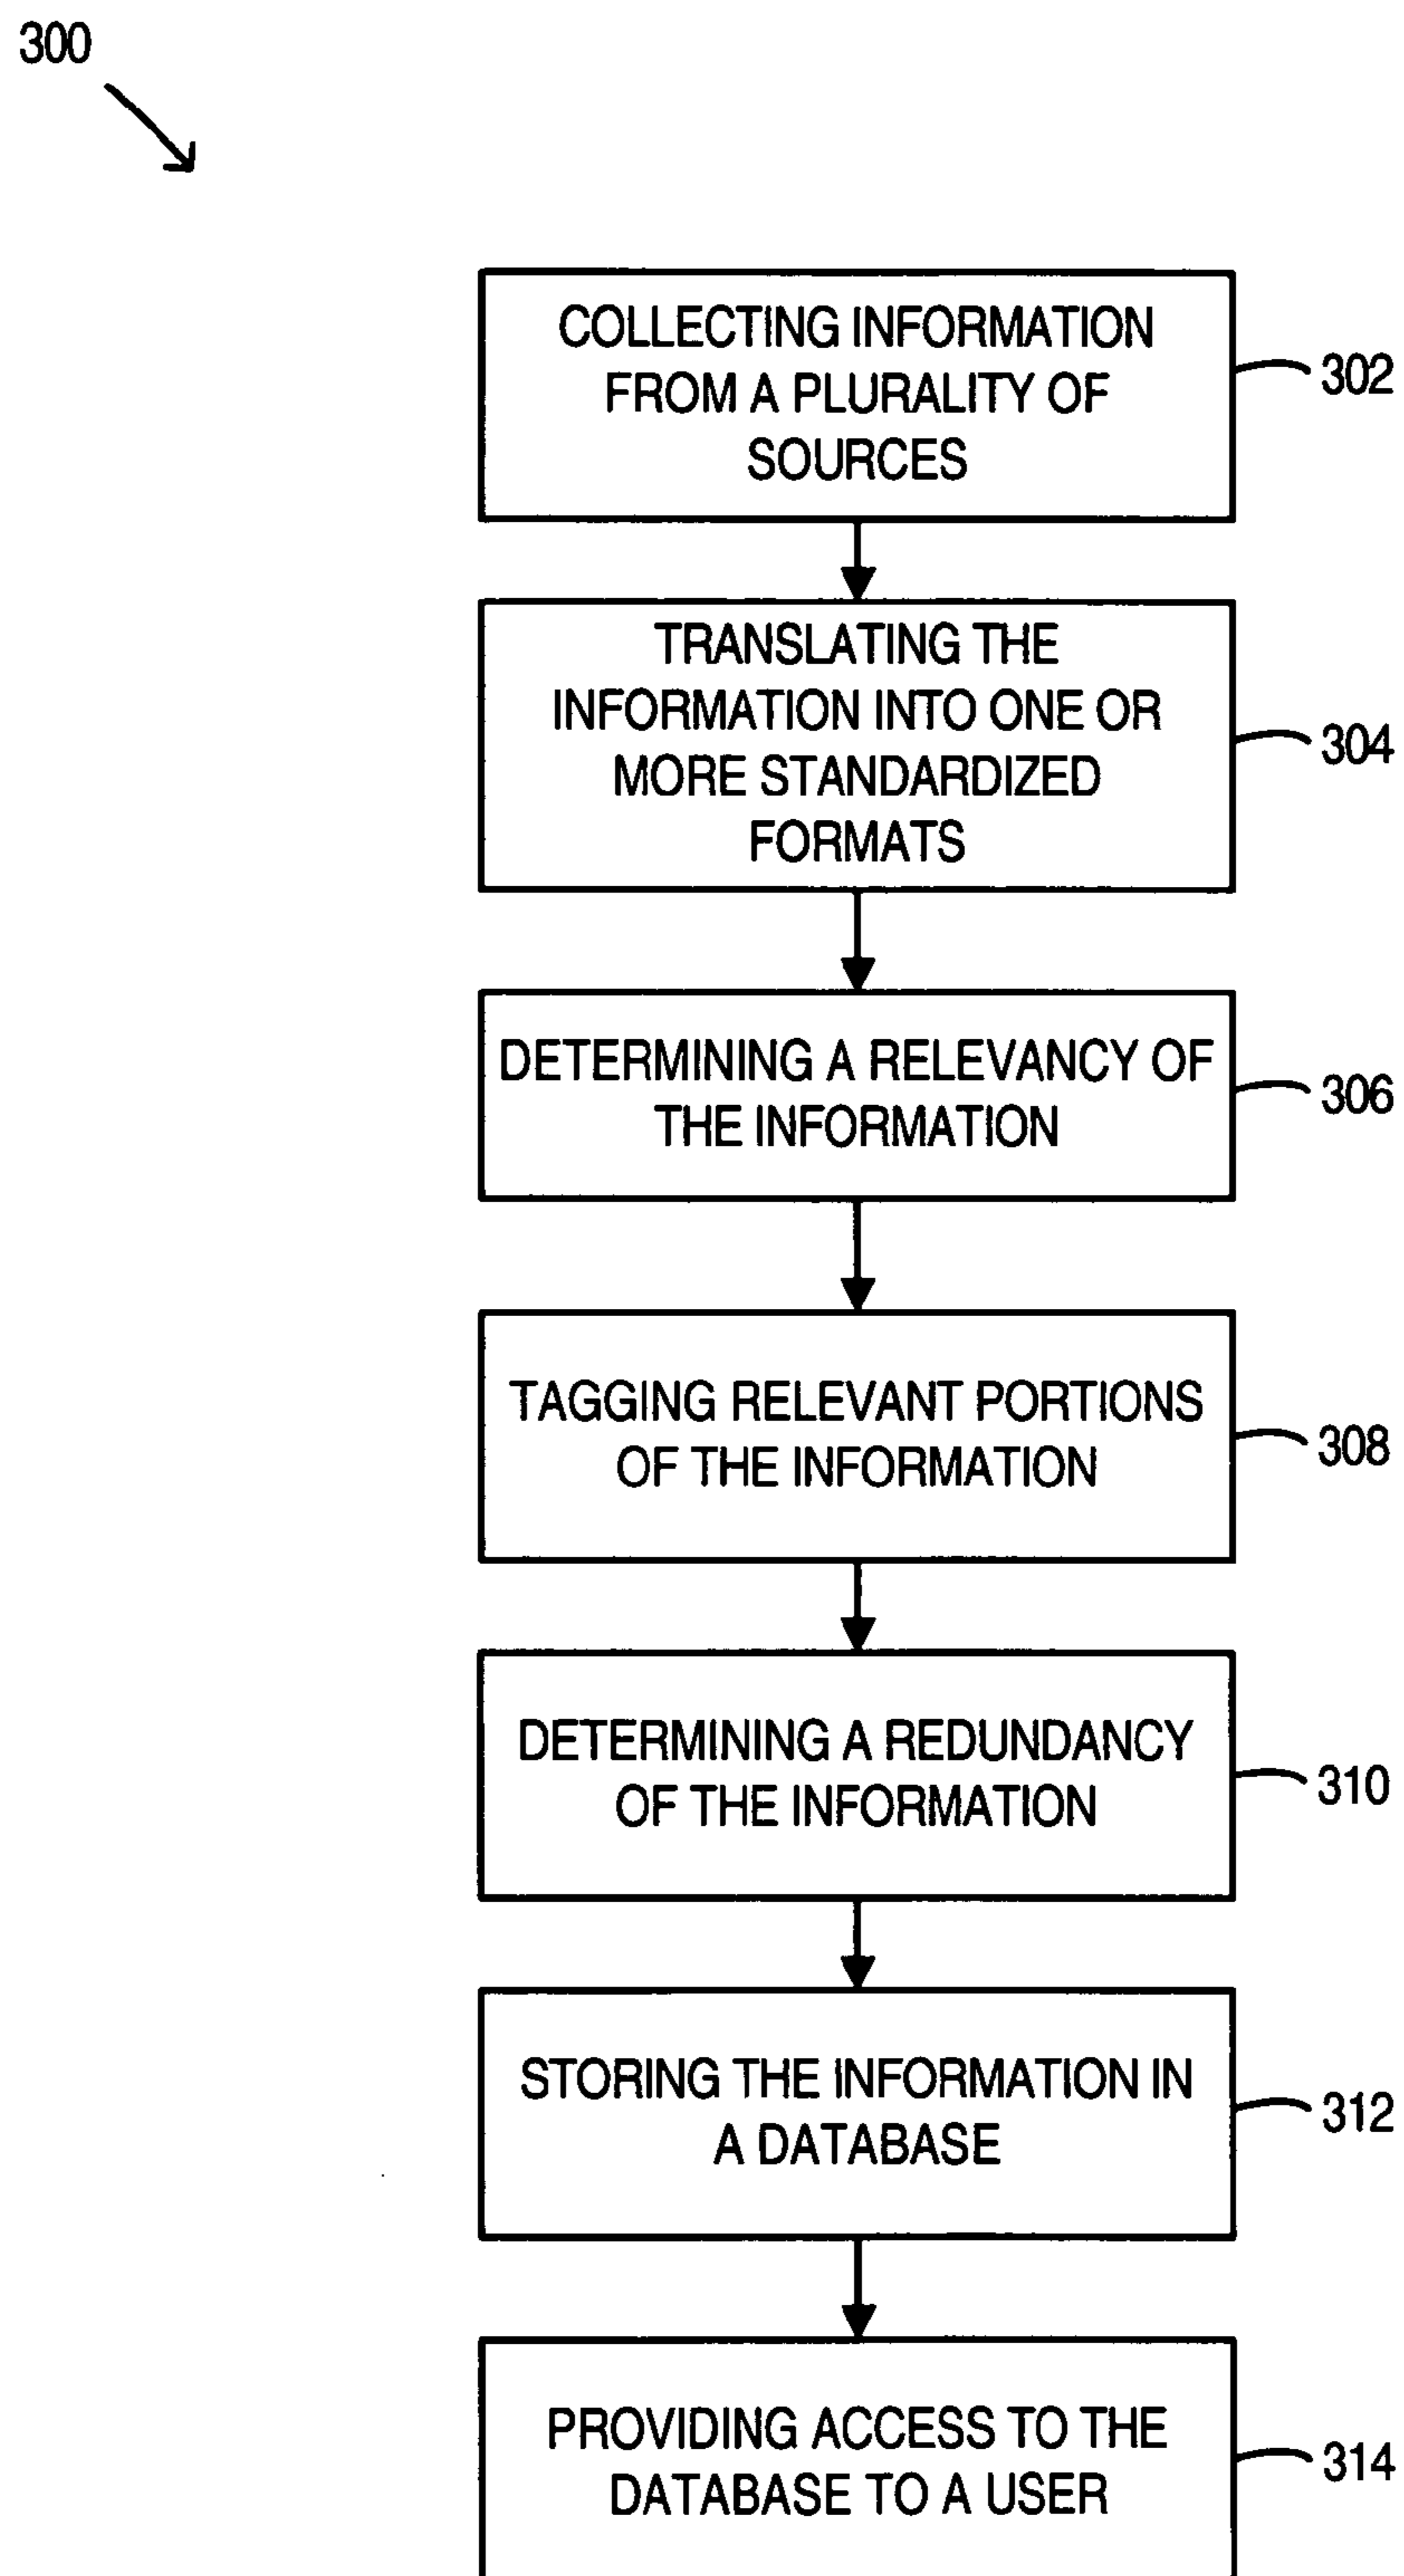 300
COLLECTING INFORMATION
FROM A PLURALITY OF
SOURCES
302
TRANSLATING THE
INFORMATION INTO ONE OR
MORE STANDARDIZED
FORMATS
304
DETERMINING A RELEVANCY OF
THE INFORMATION
306
TAGGING RELEVANT PORTIONS
OF THE INFORMATION
308
DETERMINING A REDUNDANCY
OF THE INFORMATION
310
STORING THE INFORMATION IN
A DATABASE
312
PROVIDING ACCESS TO THE
DATABASE TO A USER
314